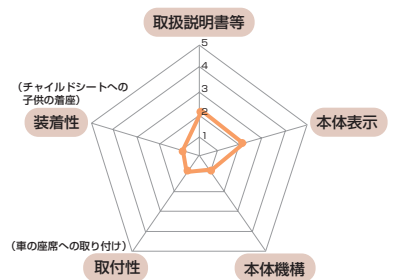 取扱説明書等
5
4
3
2
1
(チャイルドシートへの
子供の着座)
装着性
本体表示
(車の座席への取り付け)
取付性
本体機構